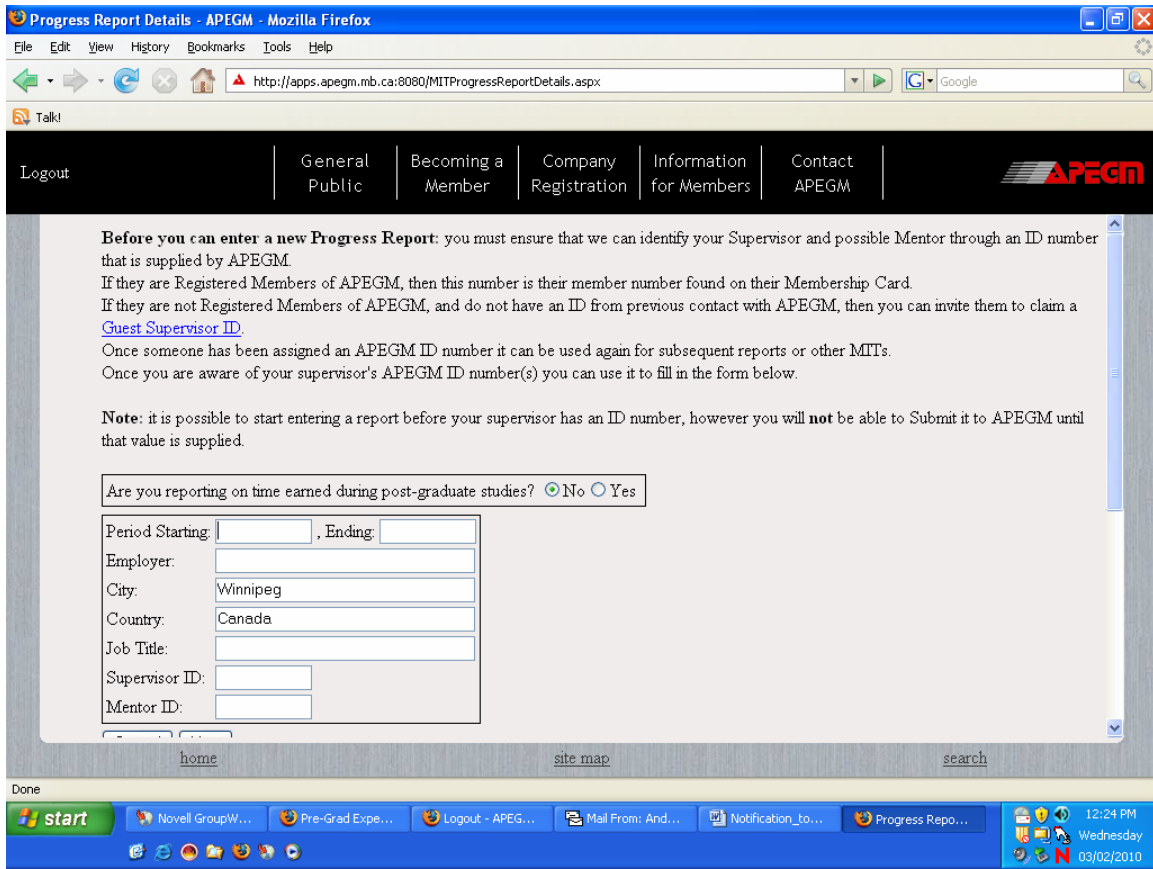 Progress Report Details - APEGM - Mozilla Firefox
File Edit View History Bookmarks Tools Help
http://apps.apegm.mb.ca:8080/MITProgressReportDetails.aspx
G Google
Talk!
Logout
General Public
Becoming a Member
Company Registration
Information for Members
Contact APEGM
APEGM
Before you can enter a new Progress Report: you must ensure that we can identify your Supervisor and possible Mentor through an ID number
that is supplied by APEGM.
If they are Registered Members of APEGM, then this number is their member number found on their Membership Card.
If they are not Registered Members of APEGM, and do not have an ID from previous contact with APEGM, then you can invite them to claim a
Guest Supervisor ID.
Once someone has been assigned an APEGM ID number it can be used again for subsequent reports or other MITs.
Once you are aware of your supervisor's APEGM ID number(s) you can use it to fill in the form below.
Note: it is possible to start entering a report before your supervisor has an ID number, however you will not be able to Submit it to APEGM until
that value is supplied.
Are you reporting on time earned during post-graduate studies? No Yes
Period Starting: , Ending:
Employer:
City: Winnipeg
Country: Canada
Job Title:
Supervisor ID:
Mentor ID:
home site map search
Done
start Novell GroupW... Pre-Grad Expe... Logout - APEG... Mail From: And... Notification_to... Progress Repo... 12:24 PM
Wednesday
N 03/02/2010